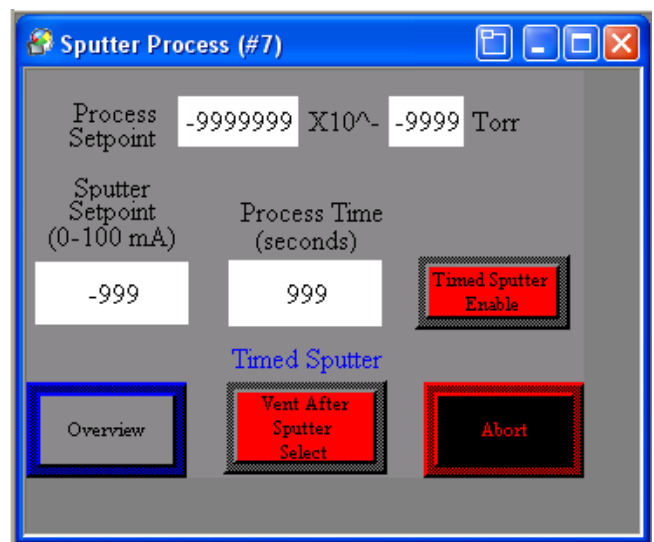 Sputter Process (#7)
Process
Setpoint
-9999999 X10^- -9999 Torr
Sputter
Setpoint
(0-100 mA)
Process Time
(seconds)
-999
999
Timed Sputter
Enable
Timed Sputter
Overview
Vent After
Sputter
Select
Abort